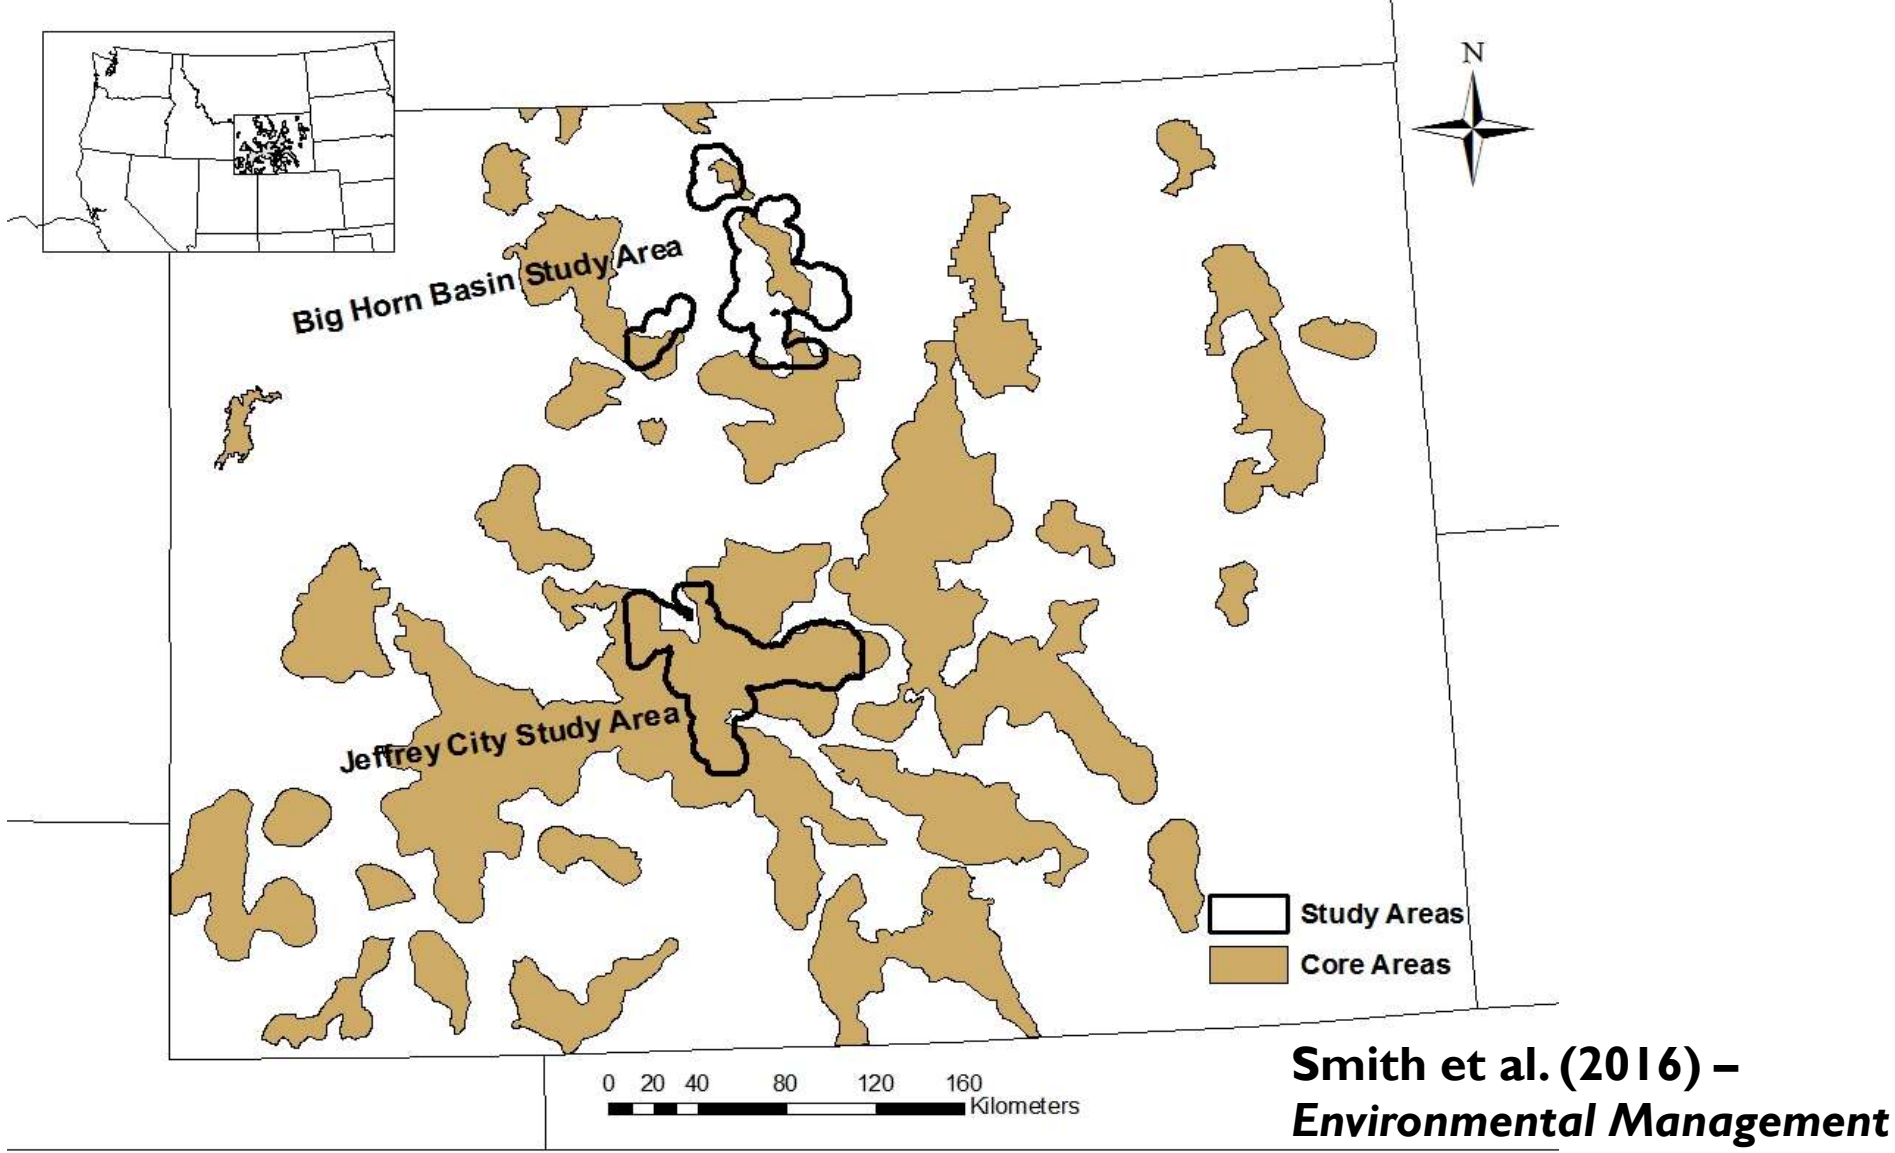 N
Big Horn Basin Study Area
Jeffrey City Study Area
Study Areas
Core Areas
0 20 40 80 120 160
Kilometers
Smith et al. (2016) –
Environmental Management